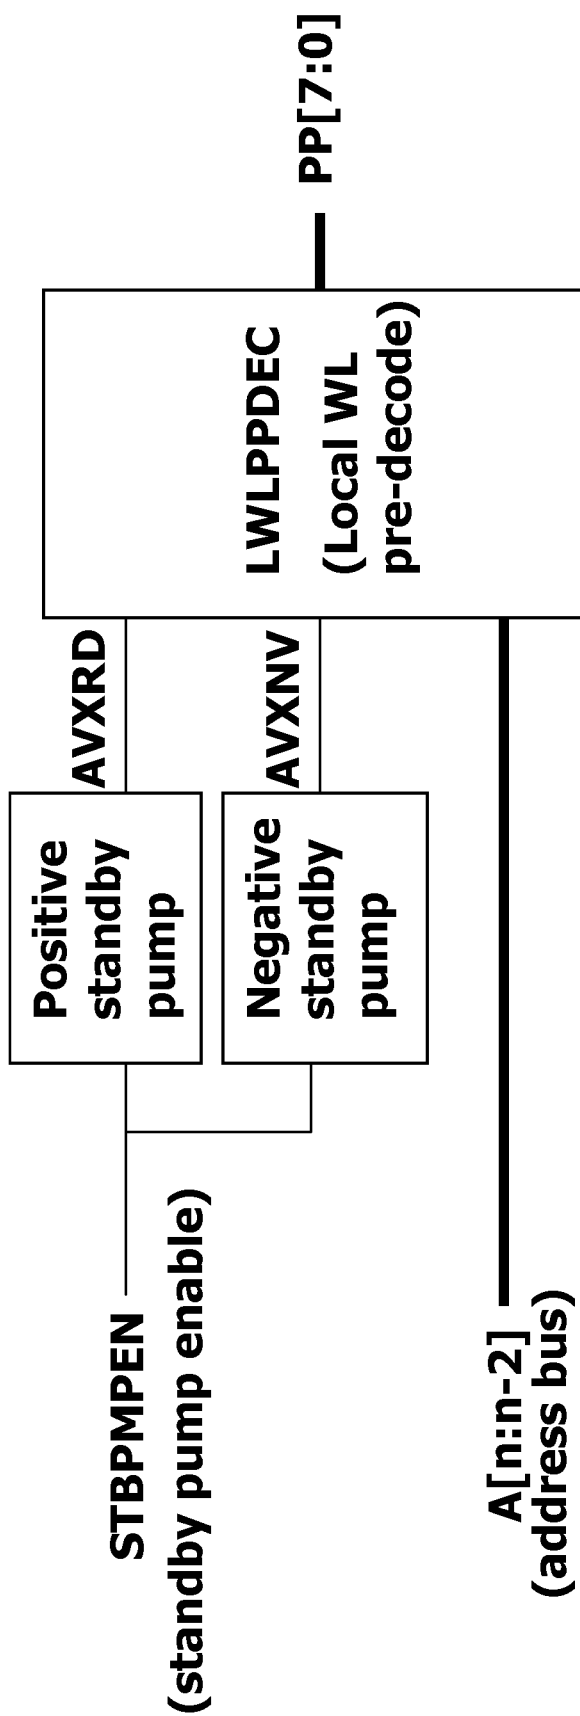 STBPMPEN
(standby pump enable)
Positive
standby
pump
AVXRD
Negative
standby
pump
AVXNV
A[n:n-2]
(address bus)
LWLPPDEC
(Local WL
pre-decode)
PP[7:0]